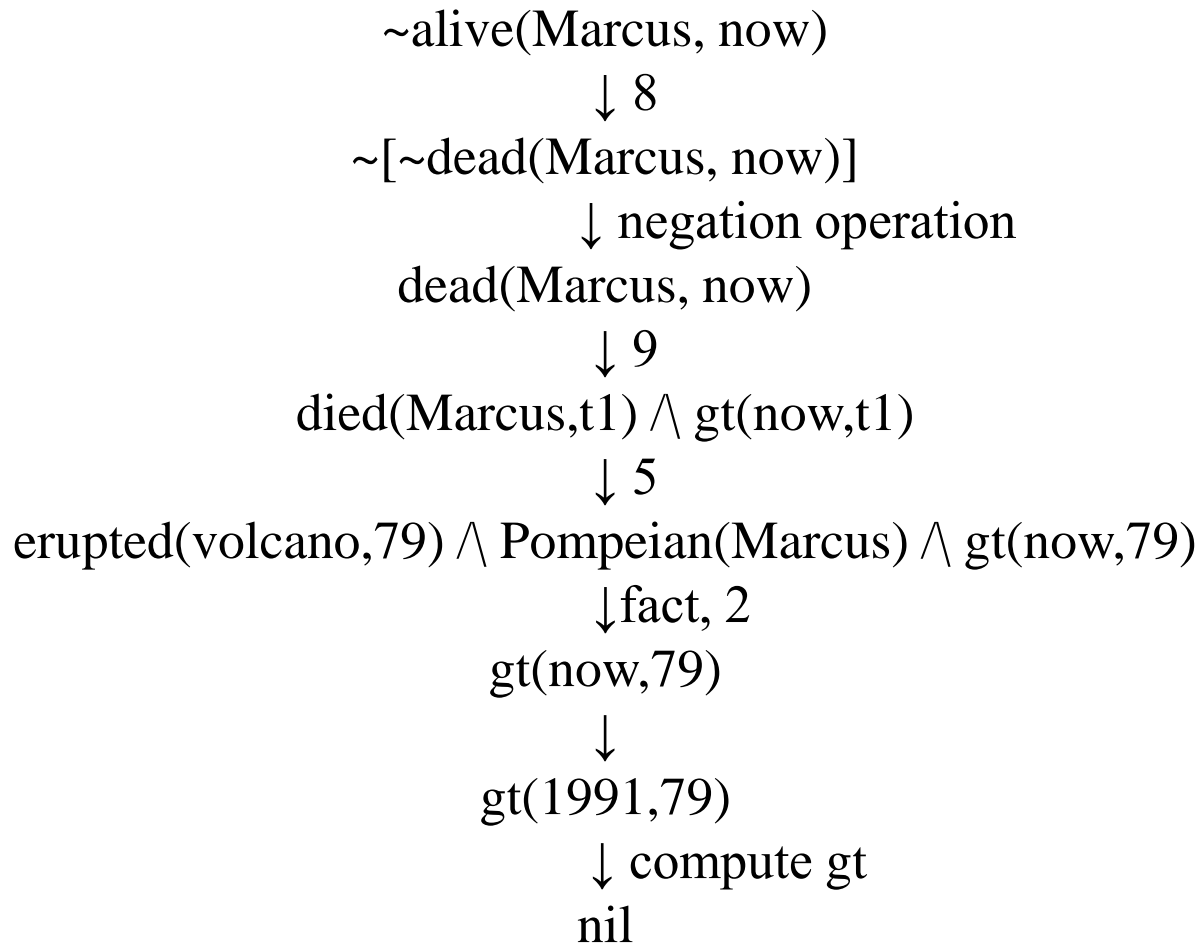 ~alive(Marcus, now)
↓ 8
~[~dead(Marcus, now)]
↓ negation operation
dead(Marcus, now)
↓ 9
died(Marcus,t1) /\ gt(now,t1)
↓ 5
erupted(volcano,79) /\ Pompeian(Marcus) /\ gt(now,79)
↓fact, 2
gt(now,79)
↓
gt(1991,79)
↓ compute gt
nil